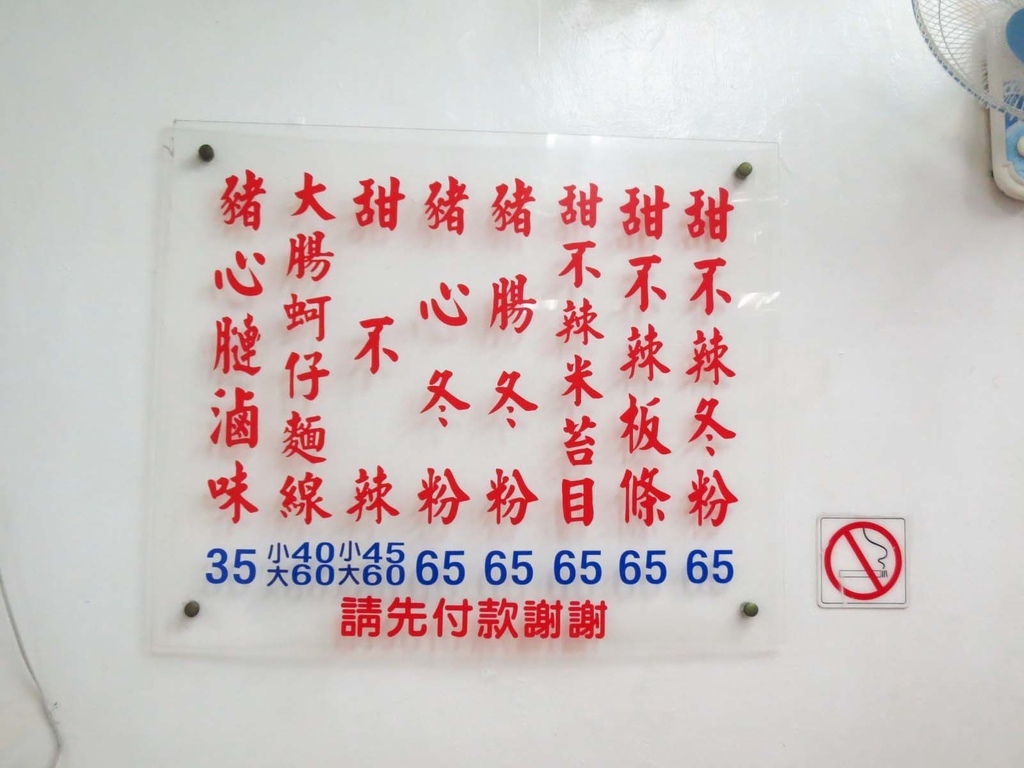 甜不辣冬粉 65
甜不辣板條 65
甜不辣米苔目 65
豬腸冬粉 65
豬心冬粉 65
甜不辣 小45 大60
大腸蚵仔麵線 小40 大60
豬心腱滷味 35
請先付款謝謝